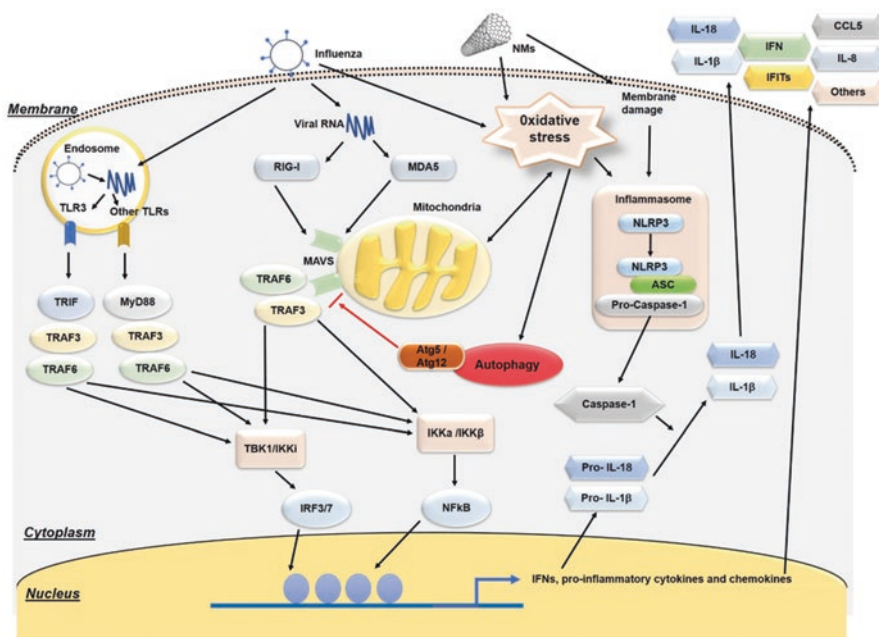 Influenza
NMs
IL-18
IL-1β
IFN
IFITs
CCL5
IL-8
Others
Membrane
Viral RNA
0xidative
stress
Membrane
damage
Endosome
TLR3
Other TLRs
RIG-I
MDA5
Mitochondria
MAVS
Inflammasome
NLRP3
NLRP3
ASC
Pro-Caspase-1
TRIF
MyD88
TRAF3
TRAF3
TRAF6
TRAF6
TRAF6
TRAF3
Atg5 /
Atg12
Autophagy
IL-18
IL-1β
Caspase-1
TBK1/IKKi
IKKa /IKKβ
Pro-IL-18
Pro- IL-1β
IRF3/7
NFkB
Cytoplasm
Nucleus
IFNs, pro-inflammatory cytokines and chemokines